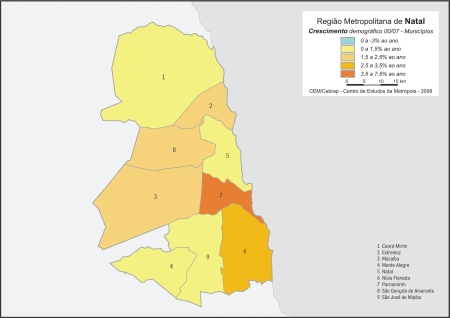 Região Metropolitana de Natal
Crescimento demográfico 00/07 - Municípios
0 a -3% ao ano
0 a 1,5% ao ano
1,5 a 2,5% ao ano
2,5 a 3,5% ao ano
3,5 a 7,5% ao ano
0 5 10 15 km
CEM/Cebrap - Centro de Estudos da Metrópole - 2008
1
2
8
5
3
7
6
4
9
1 Ceará-Mirim
2 Extremoz
3 Macaíba
4 Monte Alegre
5 Natal
6 Nísia Floresta
7 Parnamirim
8 São Gonçalo do Amarante
9 São José de Mipibu